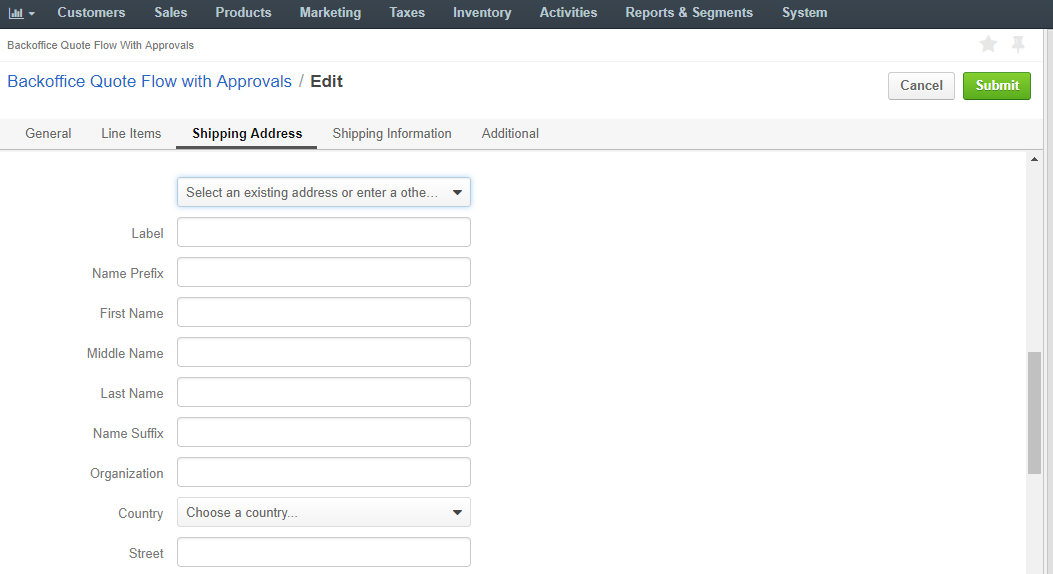 Customers Sales Products Marketing Taxes Inventory Activities Reports & Segments System
Backoffice Quote Flow With Approvals
Backoffice Quote Flow with Approvals / Edit
Cancel Submit
General Line Items Shipping Address Shipping Information Additional
Select an existing address or enter a othe...
Label
Name Prefix
First Name
Middle Name
Last Name
Name Suffix
Organization
Country Choose a country...
Street